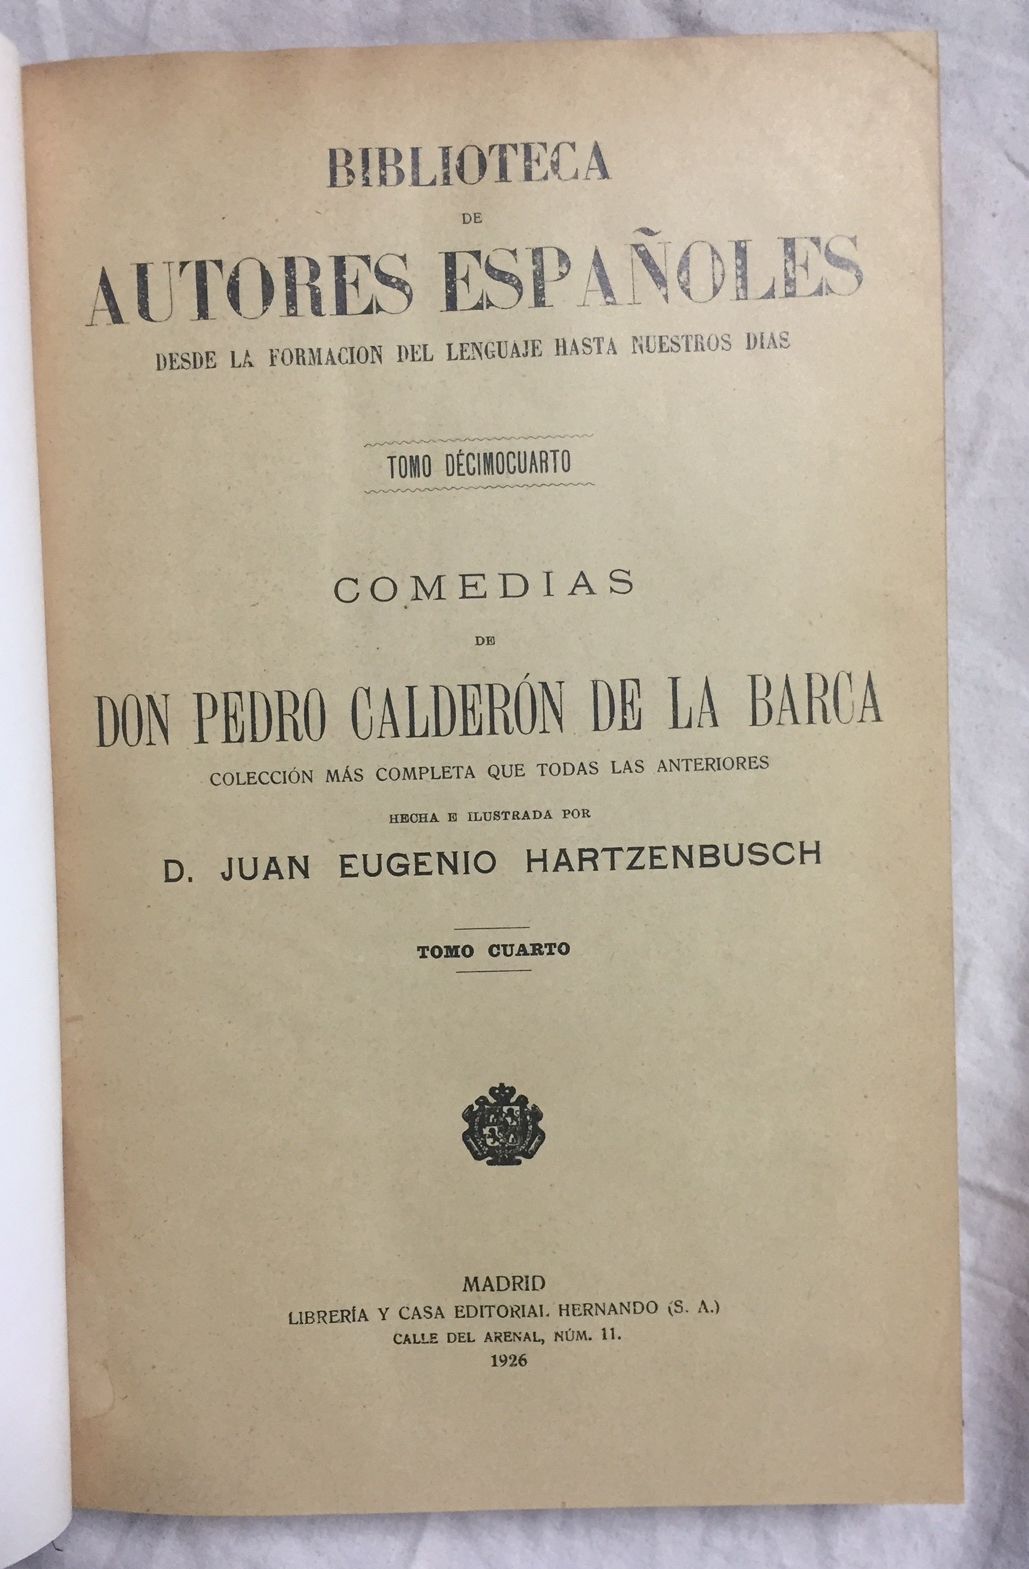 BIBLIOTECA
DE
AUTORES ESPAÑOLES
DESDE LA FORMACION DEL LENGUAJE HASTA NUESTROS DIAS
TOMO DÉCIMOCUARTO
COMEDIAS
DE
DON PEDRO CALDERÓN DE LA BARCA
COLECCIÓN MÁS COMPLETA QUE TODAS LAS ANTERIORES
HECHA E ILUSTRADA POR
D. JUAN EUGENIO HARTZENBUSCH
TOMO CUARTO
MADRID
LIBRERÍA Y CASA EDITORIAL HERNANDO (S. A.)
CALLE DEL ARENAL, NÚM. 11.
1926